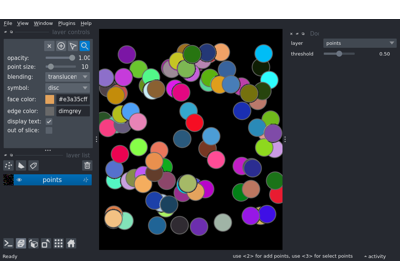 File View Window Plugins Help
layer controls
opacity: 1.00
point size: 10
blending: translucen
symbol: disc
face color: #e3a35cff
edge color: dimgrey
display text:
out of slice:
layer list
points
layer points
threshold 0.50
Ready use <2> for add points, use <3> for select points activity